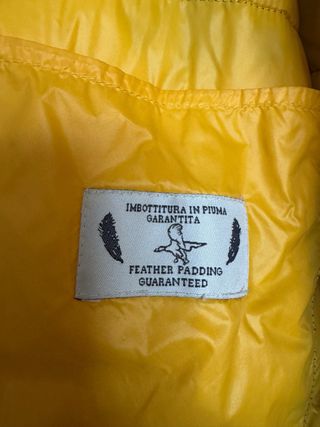 IMBOTTITURA IN PIUMA
GARANTITA
FEATHER PADDING
GUARANTEED